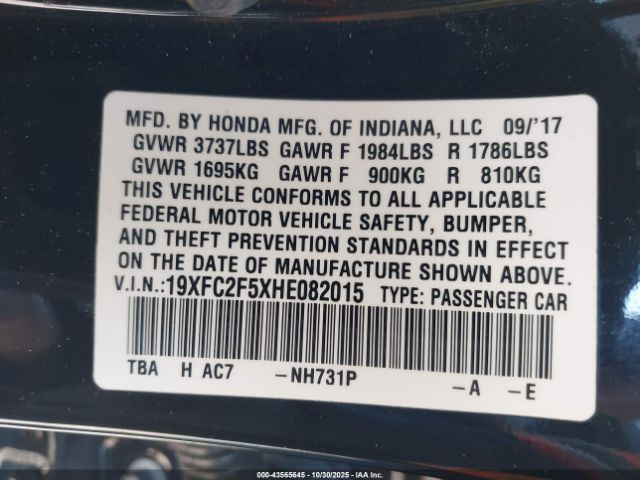 MFD. BY HONDA MFG. OF INDIANA, LLC 09/'17
GVWR 3737LBS GAWR F 1984LBS R 1786LBS
GVWR 1695KG GAWR F 900KG R 810KG
THIS VEHICLE CONFORMS TO ALL APPLICABLE
FEDERAL MOTOR VEHICLE SAFETY, BUMPER,
AND THEFT PREVENTION STANDARDS IN EFFECT
ON THE DATE OF MANUFACTURE SHOWN ABOVE.
V.I.N.:19XFC2F5XHE082015 TYPE: PASSENGER CAR
TBA H AC7 -NH731P -A -E
000-43565645 - 10/30/2025 - IAA Inc.